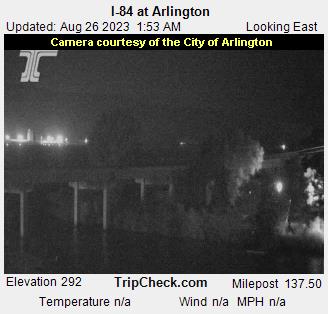 I-84 at Arlington
Updated: Aug 26 2023 1:53 AM Looking East
Camera courtesy of the City of Arlington
Elevation 292 TripCheck.com Milepost 137.50
Temperature n/a Wind n/a MPH n/a